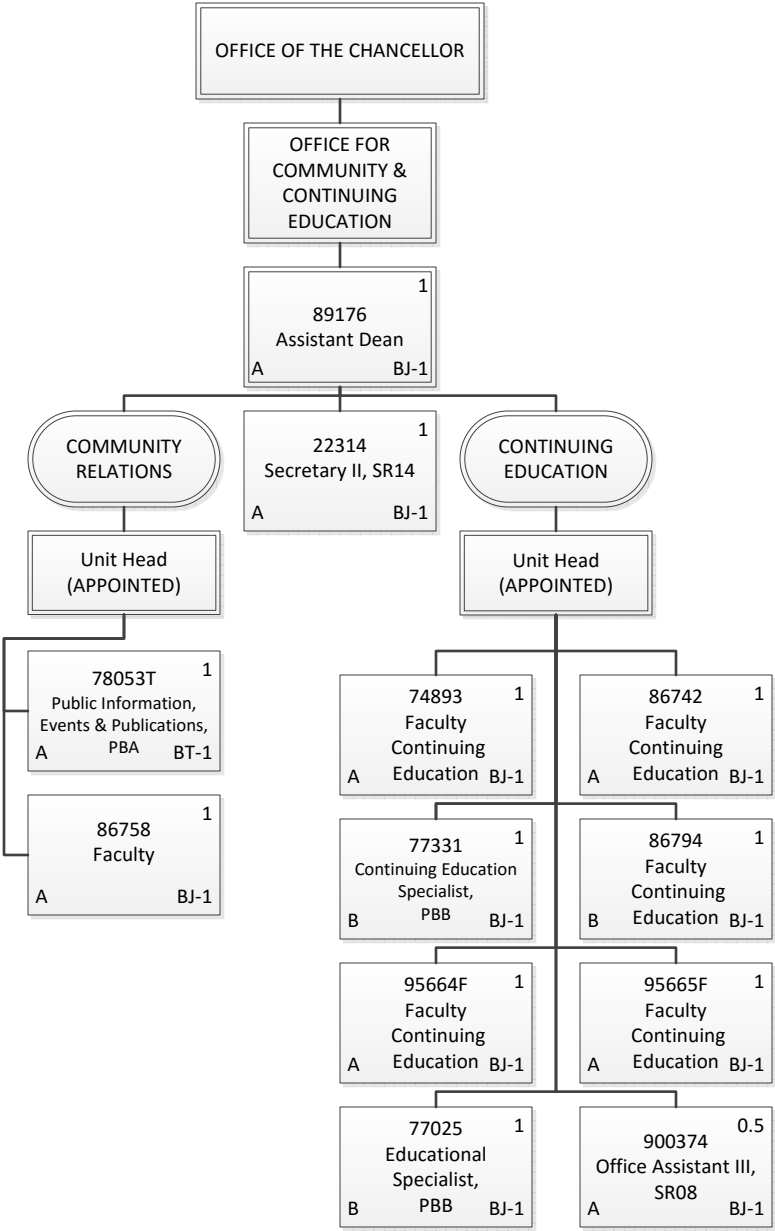 OFFICE OF THE CHANCELLOR
OFFICE FOR
COMMUNITY &
CONTINUING
EDUCATION
1
89176
Assistant Dean
A BJ-1
COMMUNITY
RELATIONS
1
22314
Secretary II, SR14
A BJ-1
CONTINUING
EDUCATION
Unit Head
(APPOINTED)
78053T 1
Public Information,
Events & Publications,
PBA
A BT-1
1
86758
Faculty
A BJ-1
Unit Head
(APPOINTED)
74893 1
Faculty
Continuing
A Education BJ-1
86742 1
Faculty
Continuing
A Education BJ-1
77331 1
Continuing Education
Specialist,
PBB
B BJ-1
86794 1
Faculty
Continuing
B Education BJ-1
95664F 1
Faculty
Continuing
A Education BJ-1
95665F 1
Faculty
Continuing
A Education BJ-1
77025 1
Educational
Specialist,
B PBB BJ-1
0.5
900374
Office Assistant III,
SR08
A BJ-1